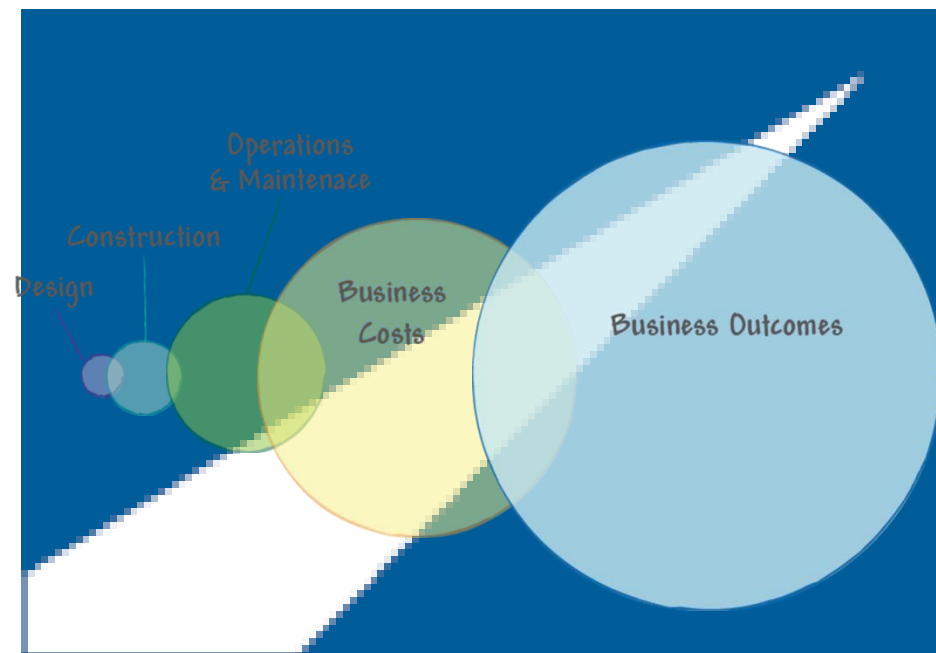 Design
Construction
Operations
& Maintenace
Business
Costs
Business Outcomes